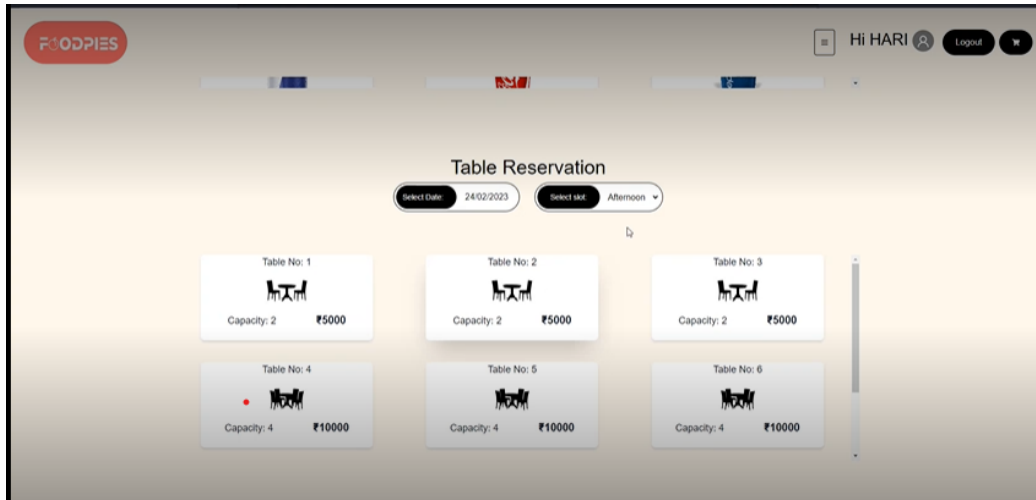 FOODPIES
Hi HARI
Logout
Table Reservation
Select Date: 24/02/2023
Select slot: Afternoon
Table No: 1
Capacity: 2 ₹5000
Table No: 2
Capacity: 2 ₹5000
Table No: 3
Capacity: 2 ₹5000
Table No: 4
Capacity: 4 ₹10000
Table No: 5
Capacity: 4 ₹10000
Table No: 6
Capacity: 4 ₹10000